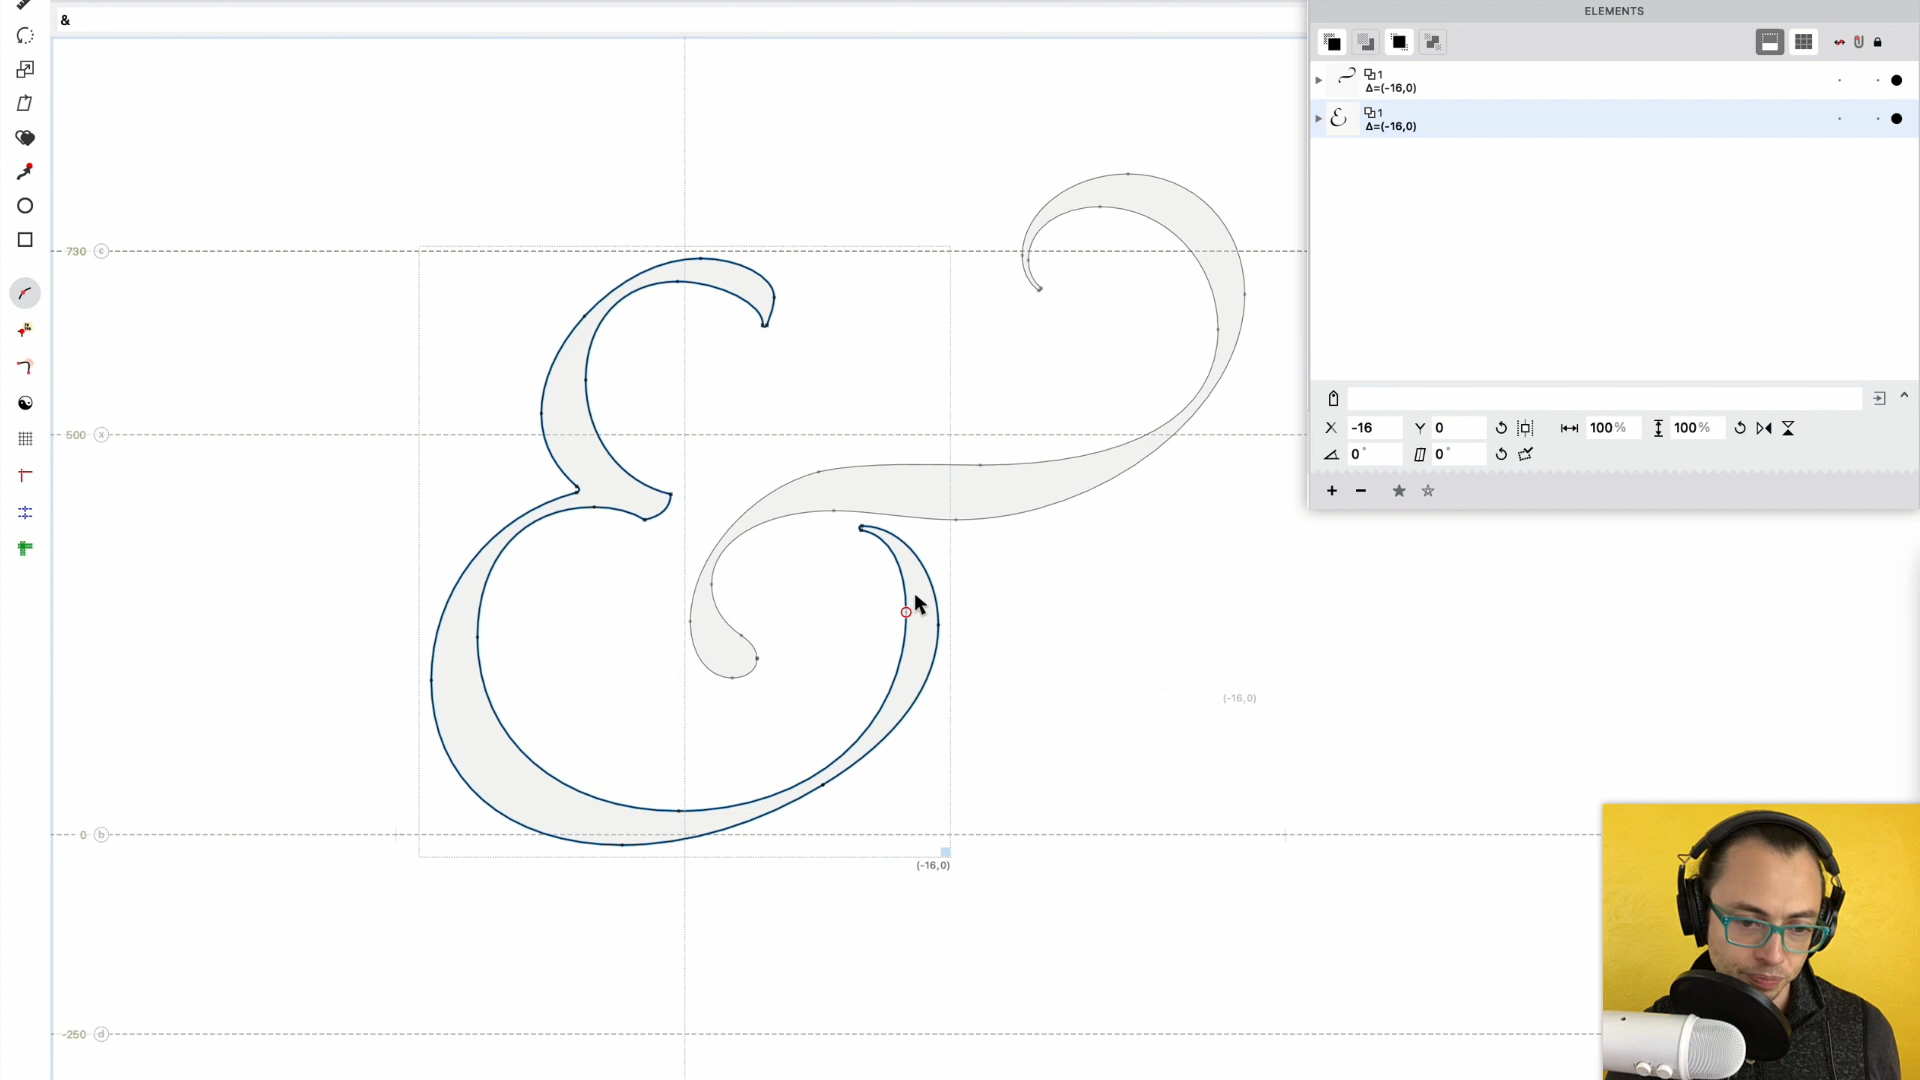 &
ELEMENTS
1
Δ=(-16,0)
1
Δ=(-16,0)
730 c
500 x
X -16 Y 0 100% 100%
0° 0°
(-16,0)
0 b
(-16,0)
-250 d